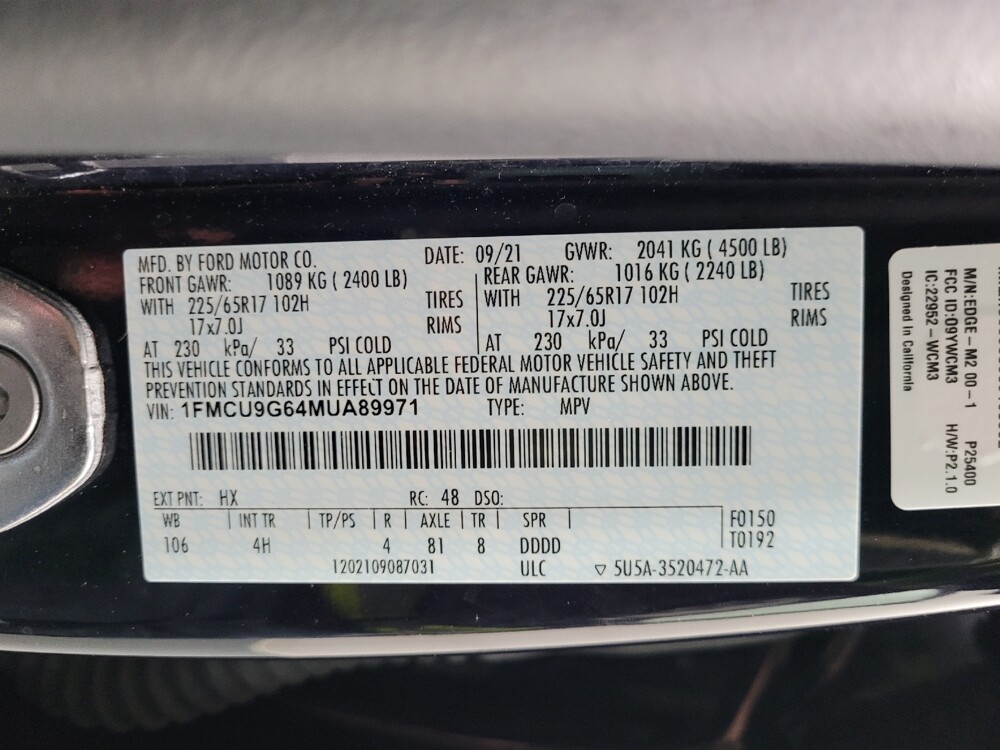 MFD. BY FORD MOTOR CO. DATE: 09/21 GVWR: 2041 KG ( 4500 LB)
FRONT GAWR: 1089 KG ( 2400 LB) REAR GAWR: 1016 KG ( 2240 LB)
WITH 225/65R17 102H TIRES WITH 225/65R17 102H TIRES
17x7.0J RIMS 17x7.0J RIMS
AT 230 kPa/ 33 PSI COLD AT 230 kPa/ 33 PSI COLD
THIS VEHICLE CONFORMS TO ALL APPLICABLE FEDERAL MOTOR VEHICLE SAFETY AND THEFT
PREVENTION STANDARDS IN EFFECT ON THE DATE OF MANUFACTURE SHOWN ABOVE.
VIN: 1FMCU9G64MUA89971 TYPE: MPV
EXT PNT: HX RC: 48 DSO:
WB INT TR TP/PS R AXLE TR SPR F0150
106 4H 4 81 8 DDDD T0192
1202109087031 ULC ▽ 5U5A-3520472-AA
M/N:EDGE-M2 00-1 P25400
FCC ID:09YWCM3 H/W:P2.1.0
IC:22952-WCM3
Designed in California